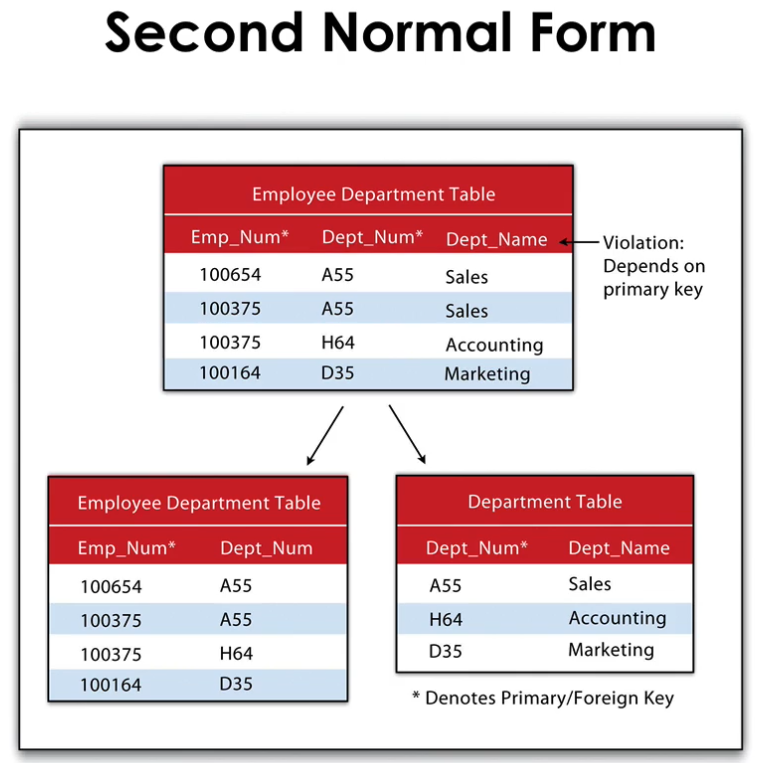 Second Normal Form
Employee Department Table
Emp_Num* Dept_Num* Dept_Name
Violation:
Depends on
primary key
100654 A55 Sales
100375 A55 Sales
100375 H64 Accounting
100164 D35 Marketing
Employee Department Table
Emp_Num* Dept_Num
100654 A55
100375 A55
100375 H64
100164 D35
Department Table
Dept_Num* Dept_Name
A55 Sales
H64 Accounting
D35 Marketing
* Denotes Primary/Foreign Key